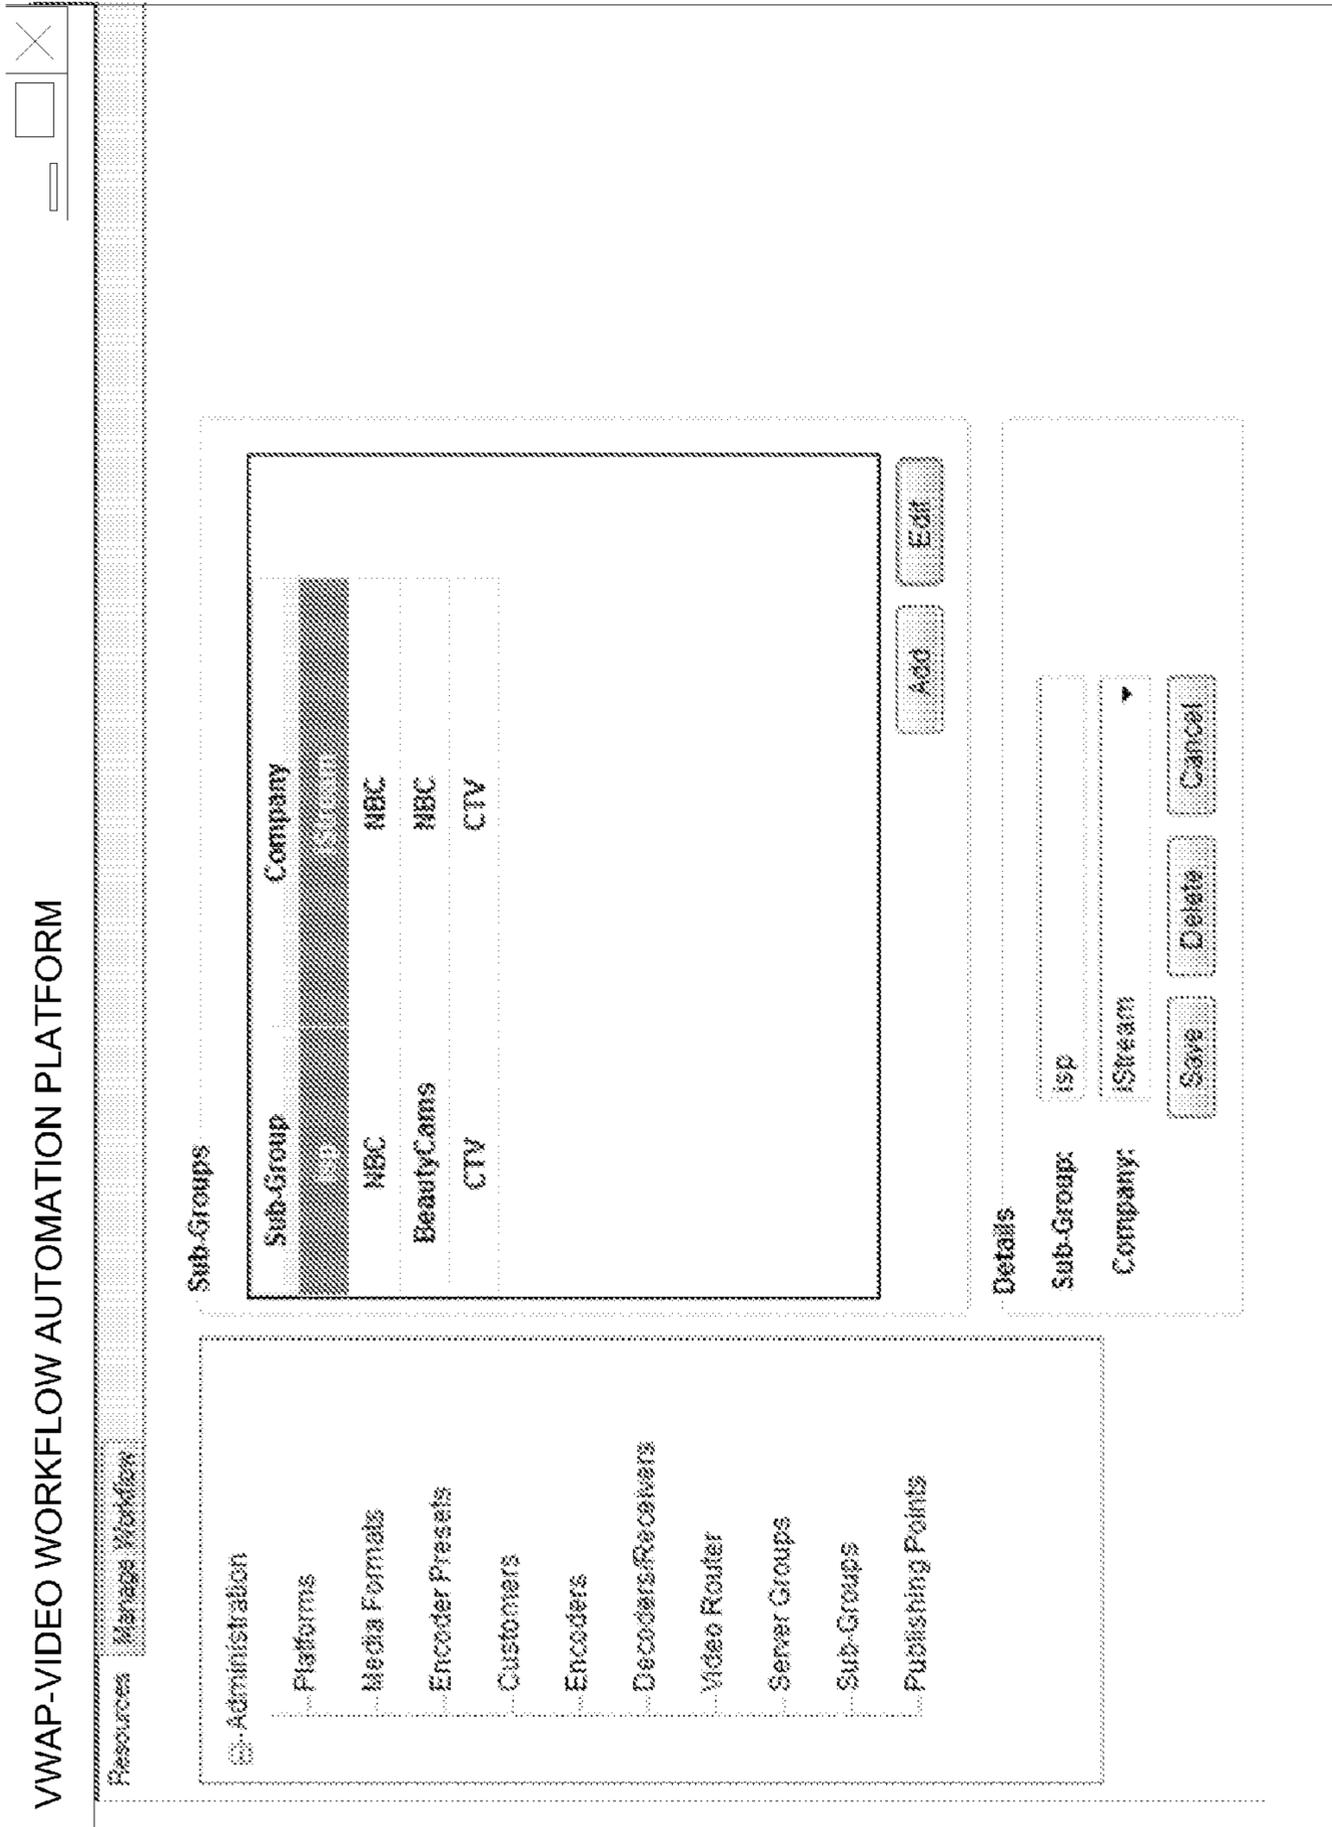 VWAP-VIDEO WORKFLOW AUTOMATION PLATFORM
Resources Manage Workflow
Administration
Platforms
Media Formats
Encoder Presets
Customers
Encoders
Decoders/Receivers
Video Router
Server Groups
Sub-Groups
Publishing Points
Sub-Groups
Sub-Group Company
isp iStream
NBC NBC
BeautyCams NBC
CTV CTV
Add Edit
Details
Sub-Group: isp
Company: iStream
Save Delete Cancel